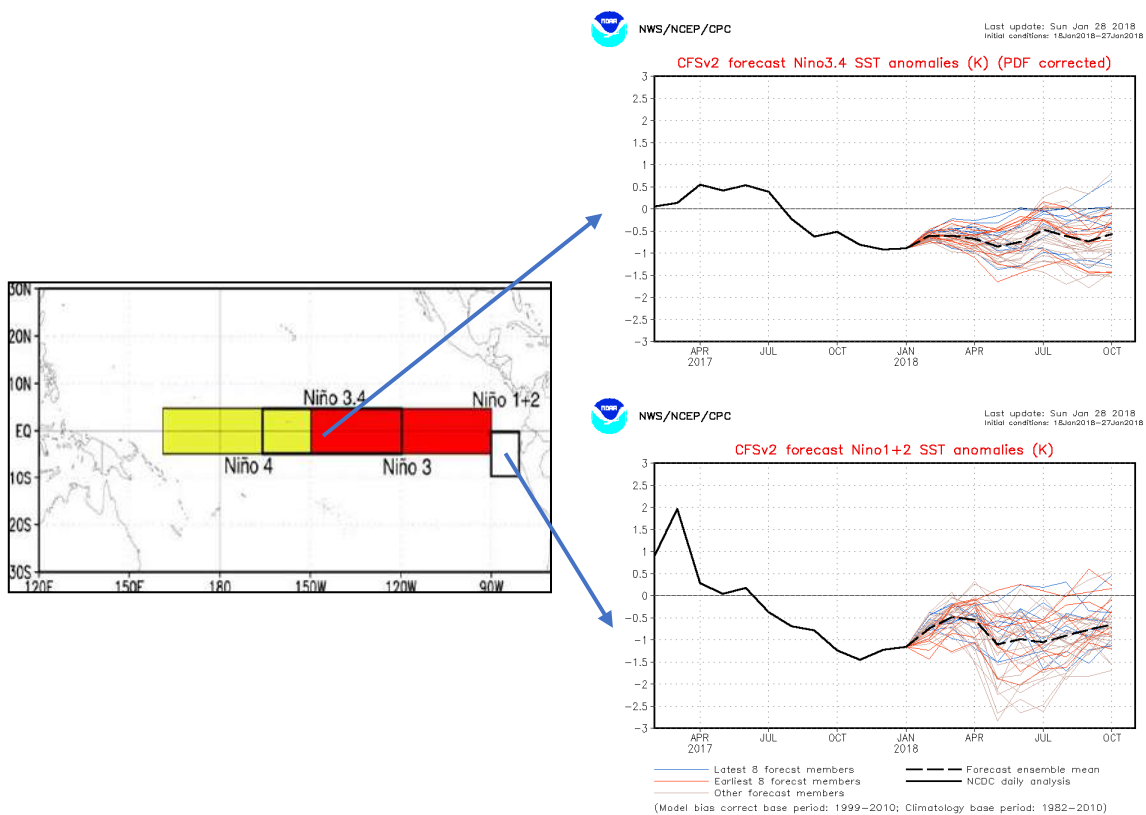 NOAA
NWS/NCEP/CPC
Last update: Sun Jan 28 2018
Initial conditions: 18Jan2018−27Jan2018
CFSv2 forecast Nino3.4 SST anomalies (K) (PDF corrected)
3
2.5
2
1.5
1
0.5
0
−0.5
−1
−1.5
−2
−2.5
−3
APR
2017
JUL
OCT
JAN
2018
APR
JUL
OCT
30N
20N
10N
EQ
10S
20S
30S
120E
150E
180
150W
120W
90W
Niño 3.4
Niño 1+2
Niño 4
Niño 3
NOAA
NWS/NCEP/CPC
Last update: Sun Jan 28 2018
Initial conditions: 18Jan2018−27Jan2018
CFSv2 forecast Nino1+2 SST anomalies (K)
3
2.5
2
1.5
1
0.5
0
−0.5
−1
−1.5
−2
−2.5
−3
APR
2017
JUL
OCT
JAN
2018
APR
JUL
OCT
Latest 8 forecst members
Earliest 8 forecst members
Other forecast members
Forecast ensemble mean
NCDC daily analysis
(Model bias correct base period: 1999−2010; Climatology base period: 1982−2010)